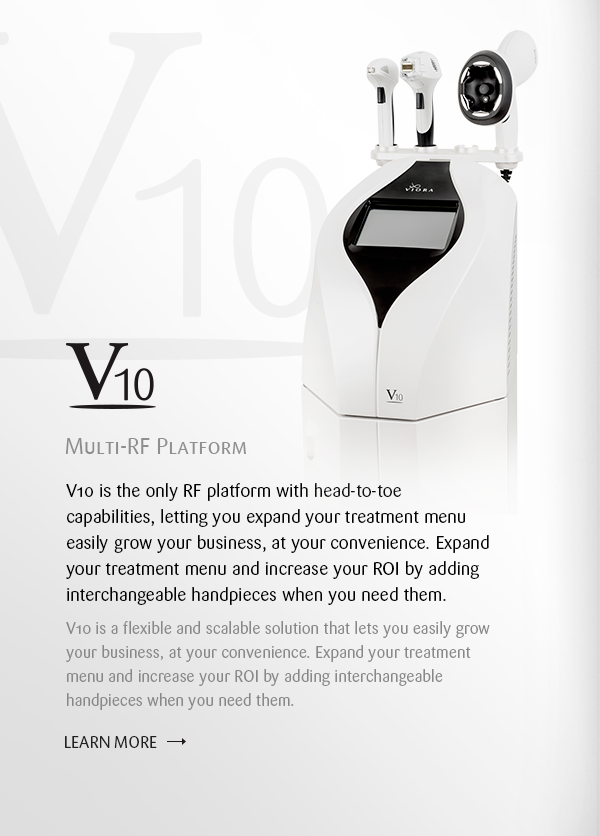 V10
VIORA
V10
V10
MULTI-RF PLATFORM
V10 is the only RF platform with head-to-toe
capabilities, letting you expand your treatment menu
easily grow your business, at your convenience. Expand
your treatment menu and increase your ROI by adding
interchangeable handpieces when you need them.
V10 is a flexible and scalable solution that lets you easily grow
your business, at your convenience. Expand your treatment
menu and increase your ROI by adding interchangeable
handpieces when you need them.
LEARN MORE →